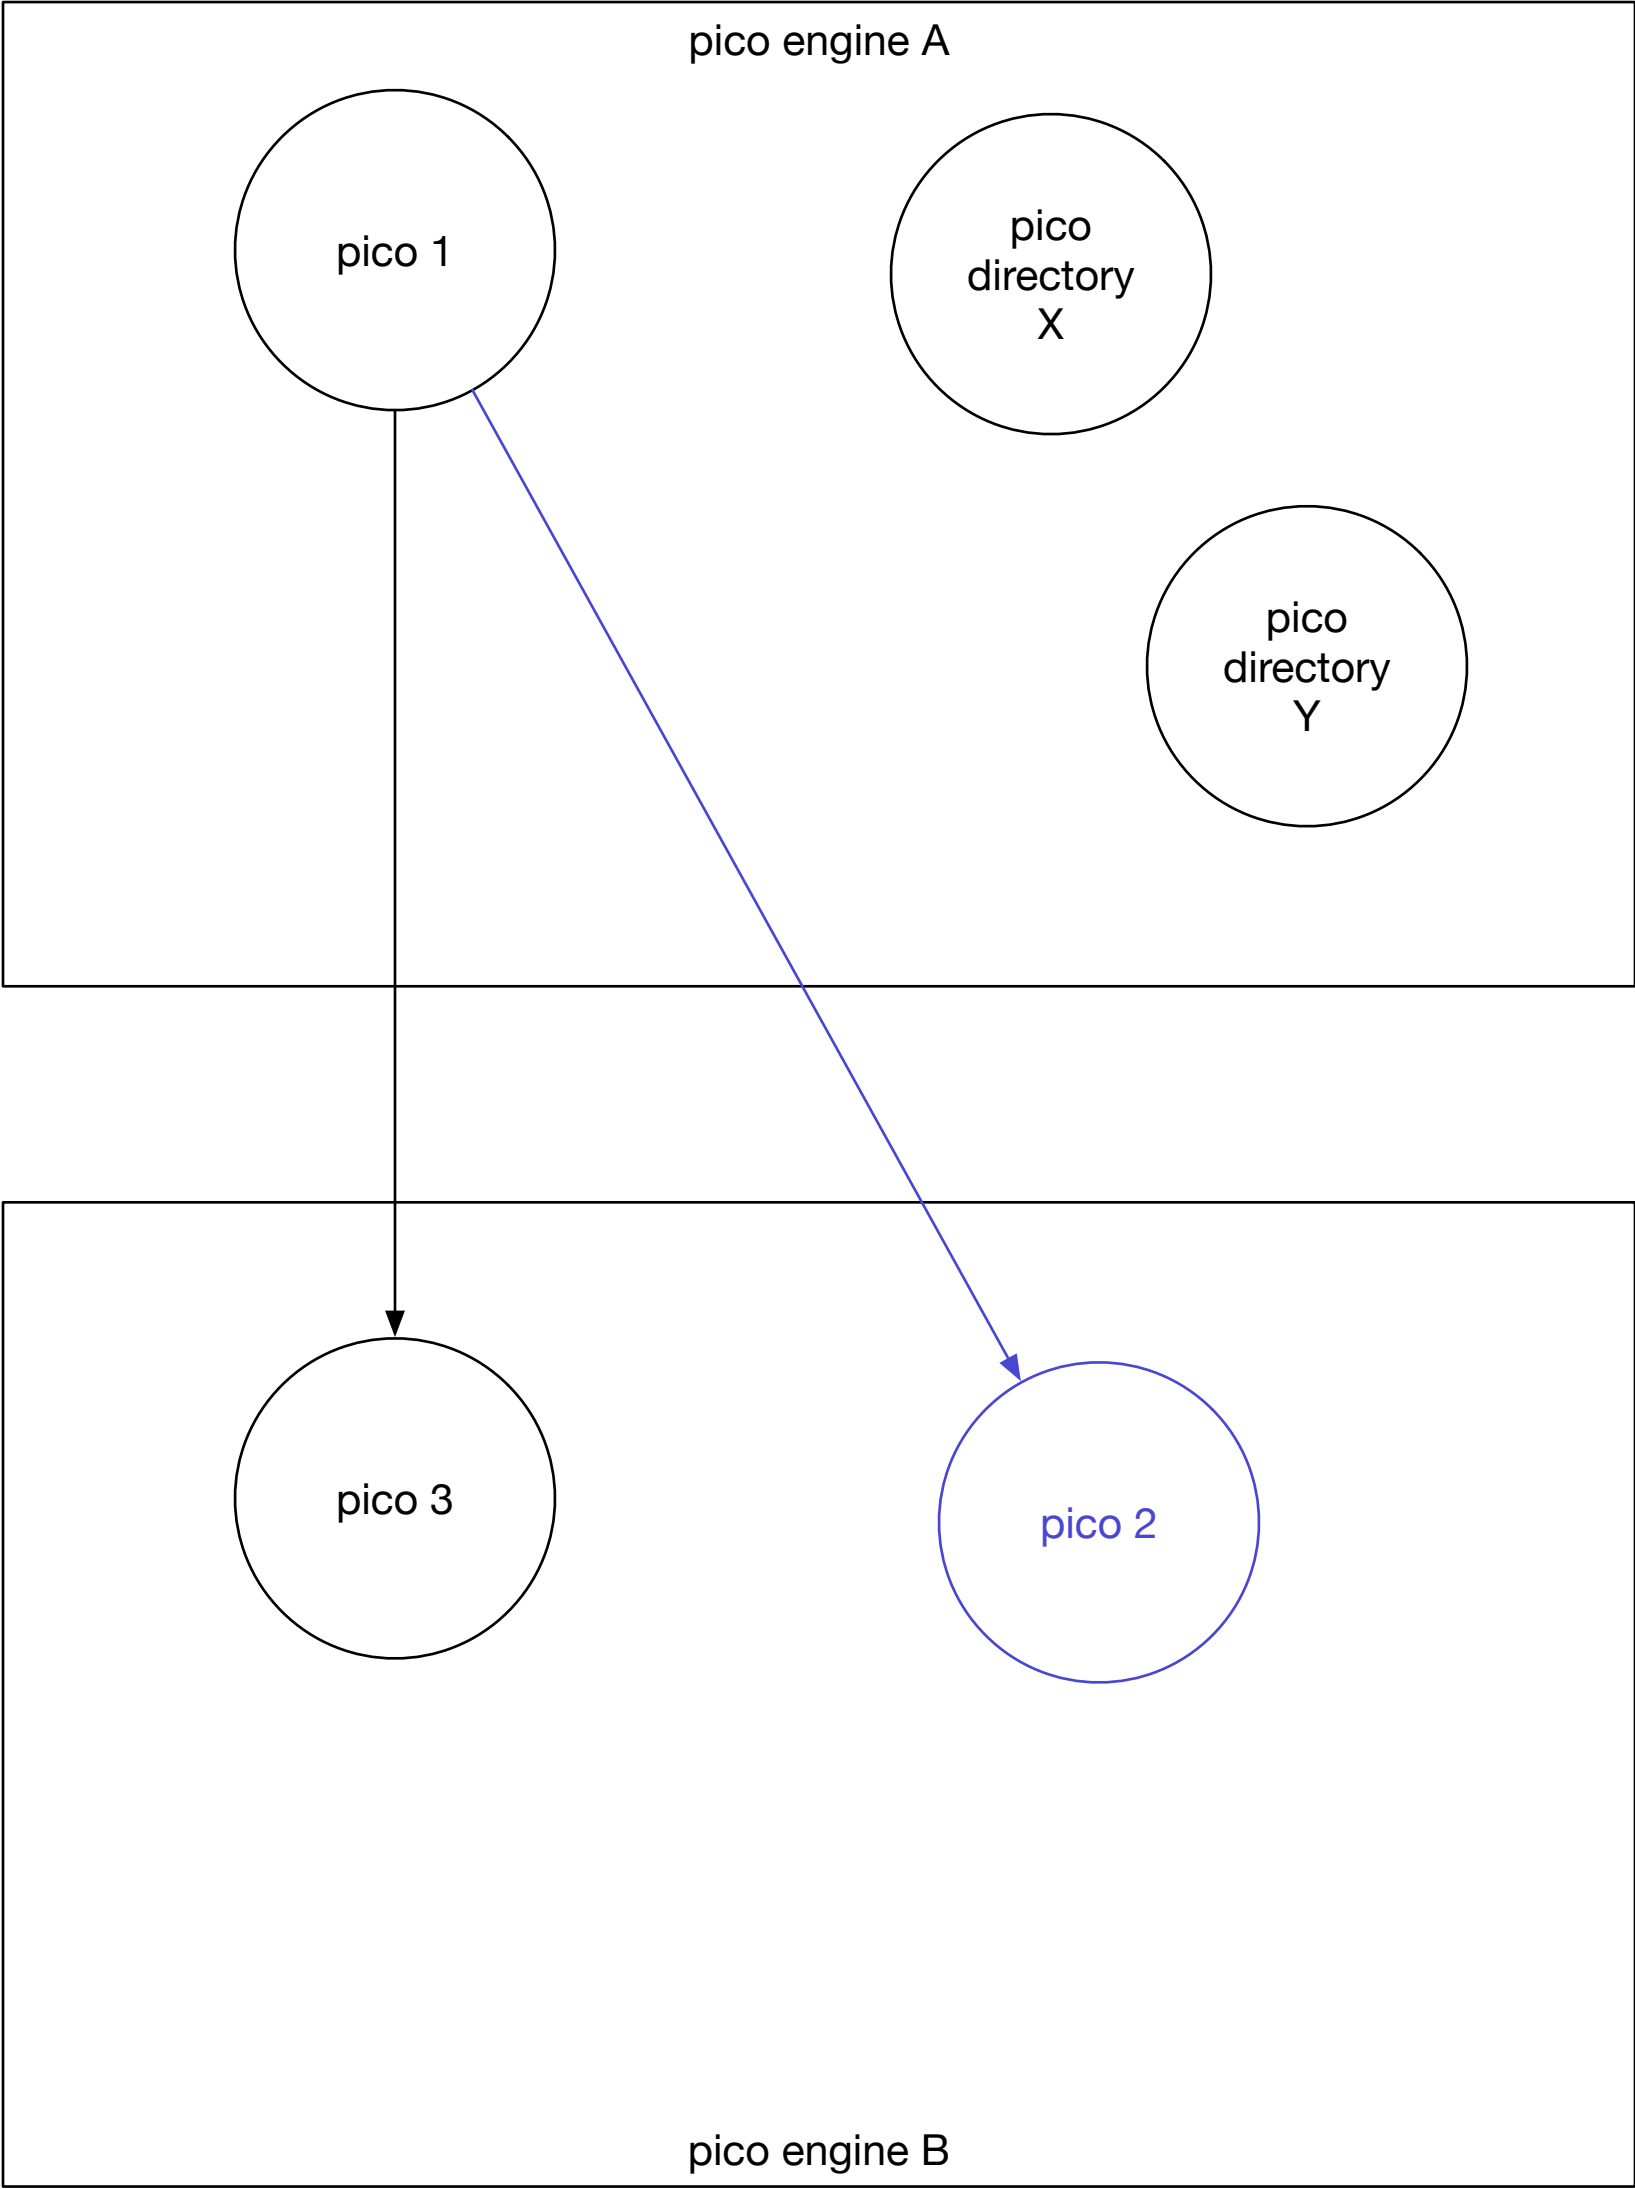 pico engine A
pico 1
pico
directory
X
pico
directory
Y
pico 3
pico 2
pico engine B